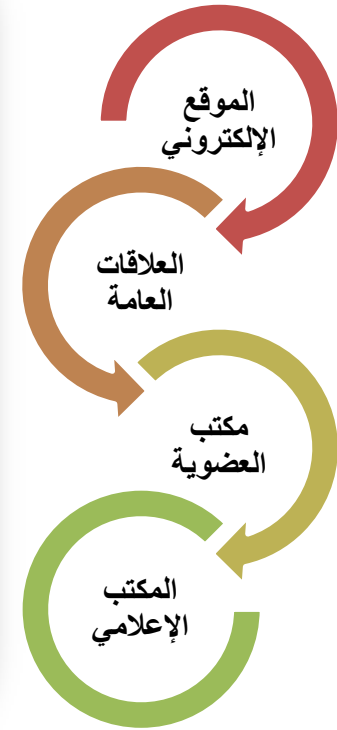 الموقع
الإلكتروني
العلاقات
العامة
مكتب
العضوية
المكتب
الإعلامي